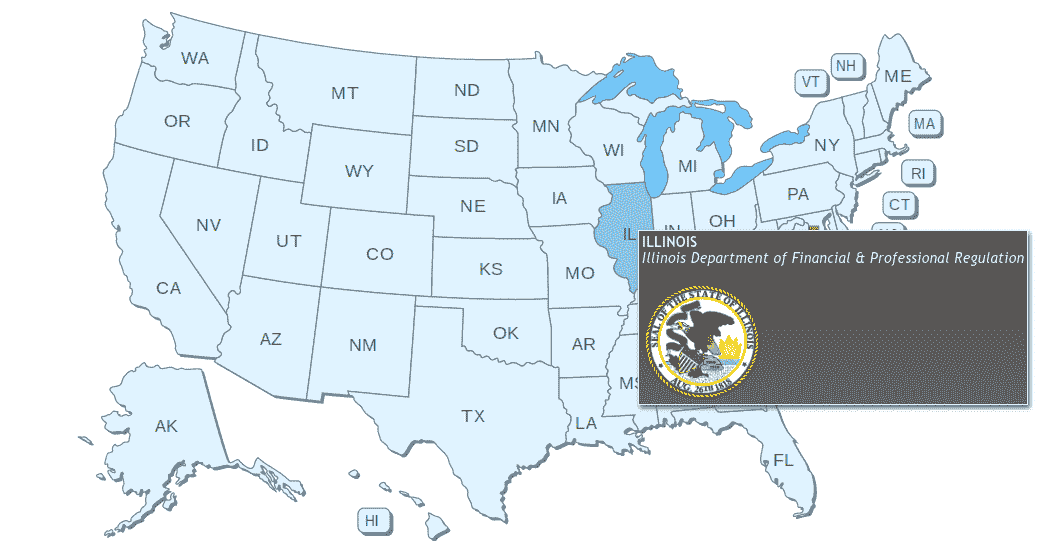 WA
MT
ND
MN
VT
NH
ME
OR
ID
SD
WI
MI
NY
MA
WY
RI
IA
NE
PA
CT
NV
UT
CO
OH
IL
KS
MO
CA
AZ
NM
OK
AR
MS
TX
LA
AK
FL
HI
ILLINOIS
Illinois Department of Financial & Professional Regulation
SEAL OF THE STATE OF ILLINOIS
AUG. 26TH 1818